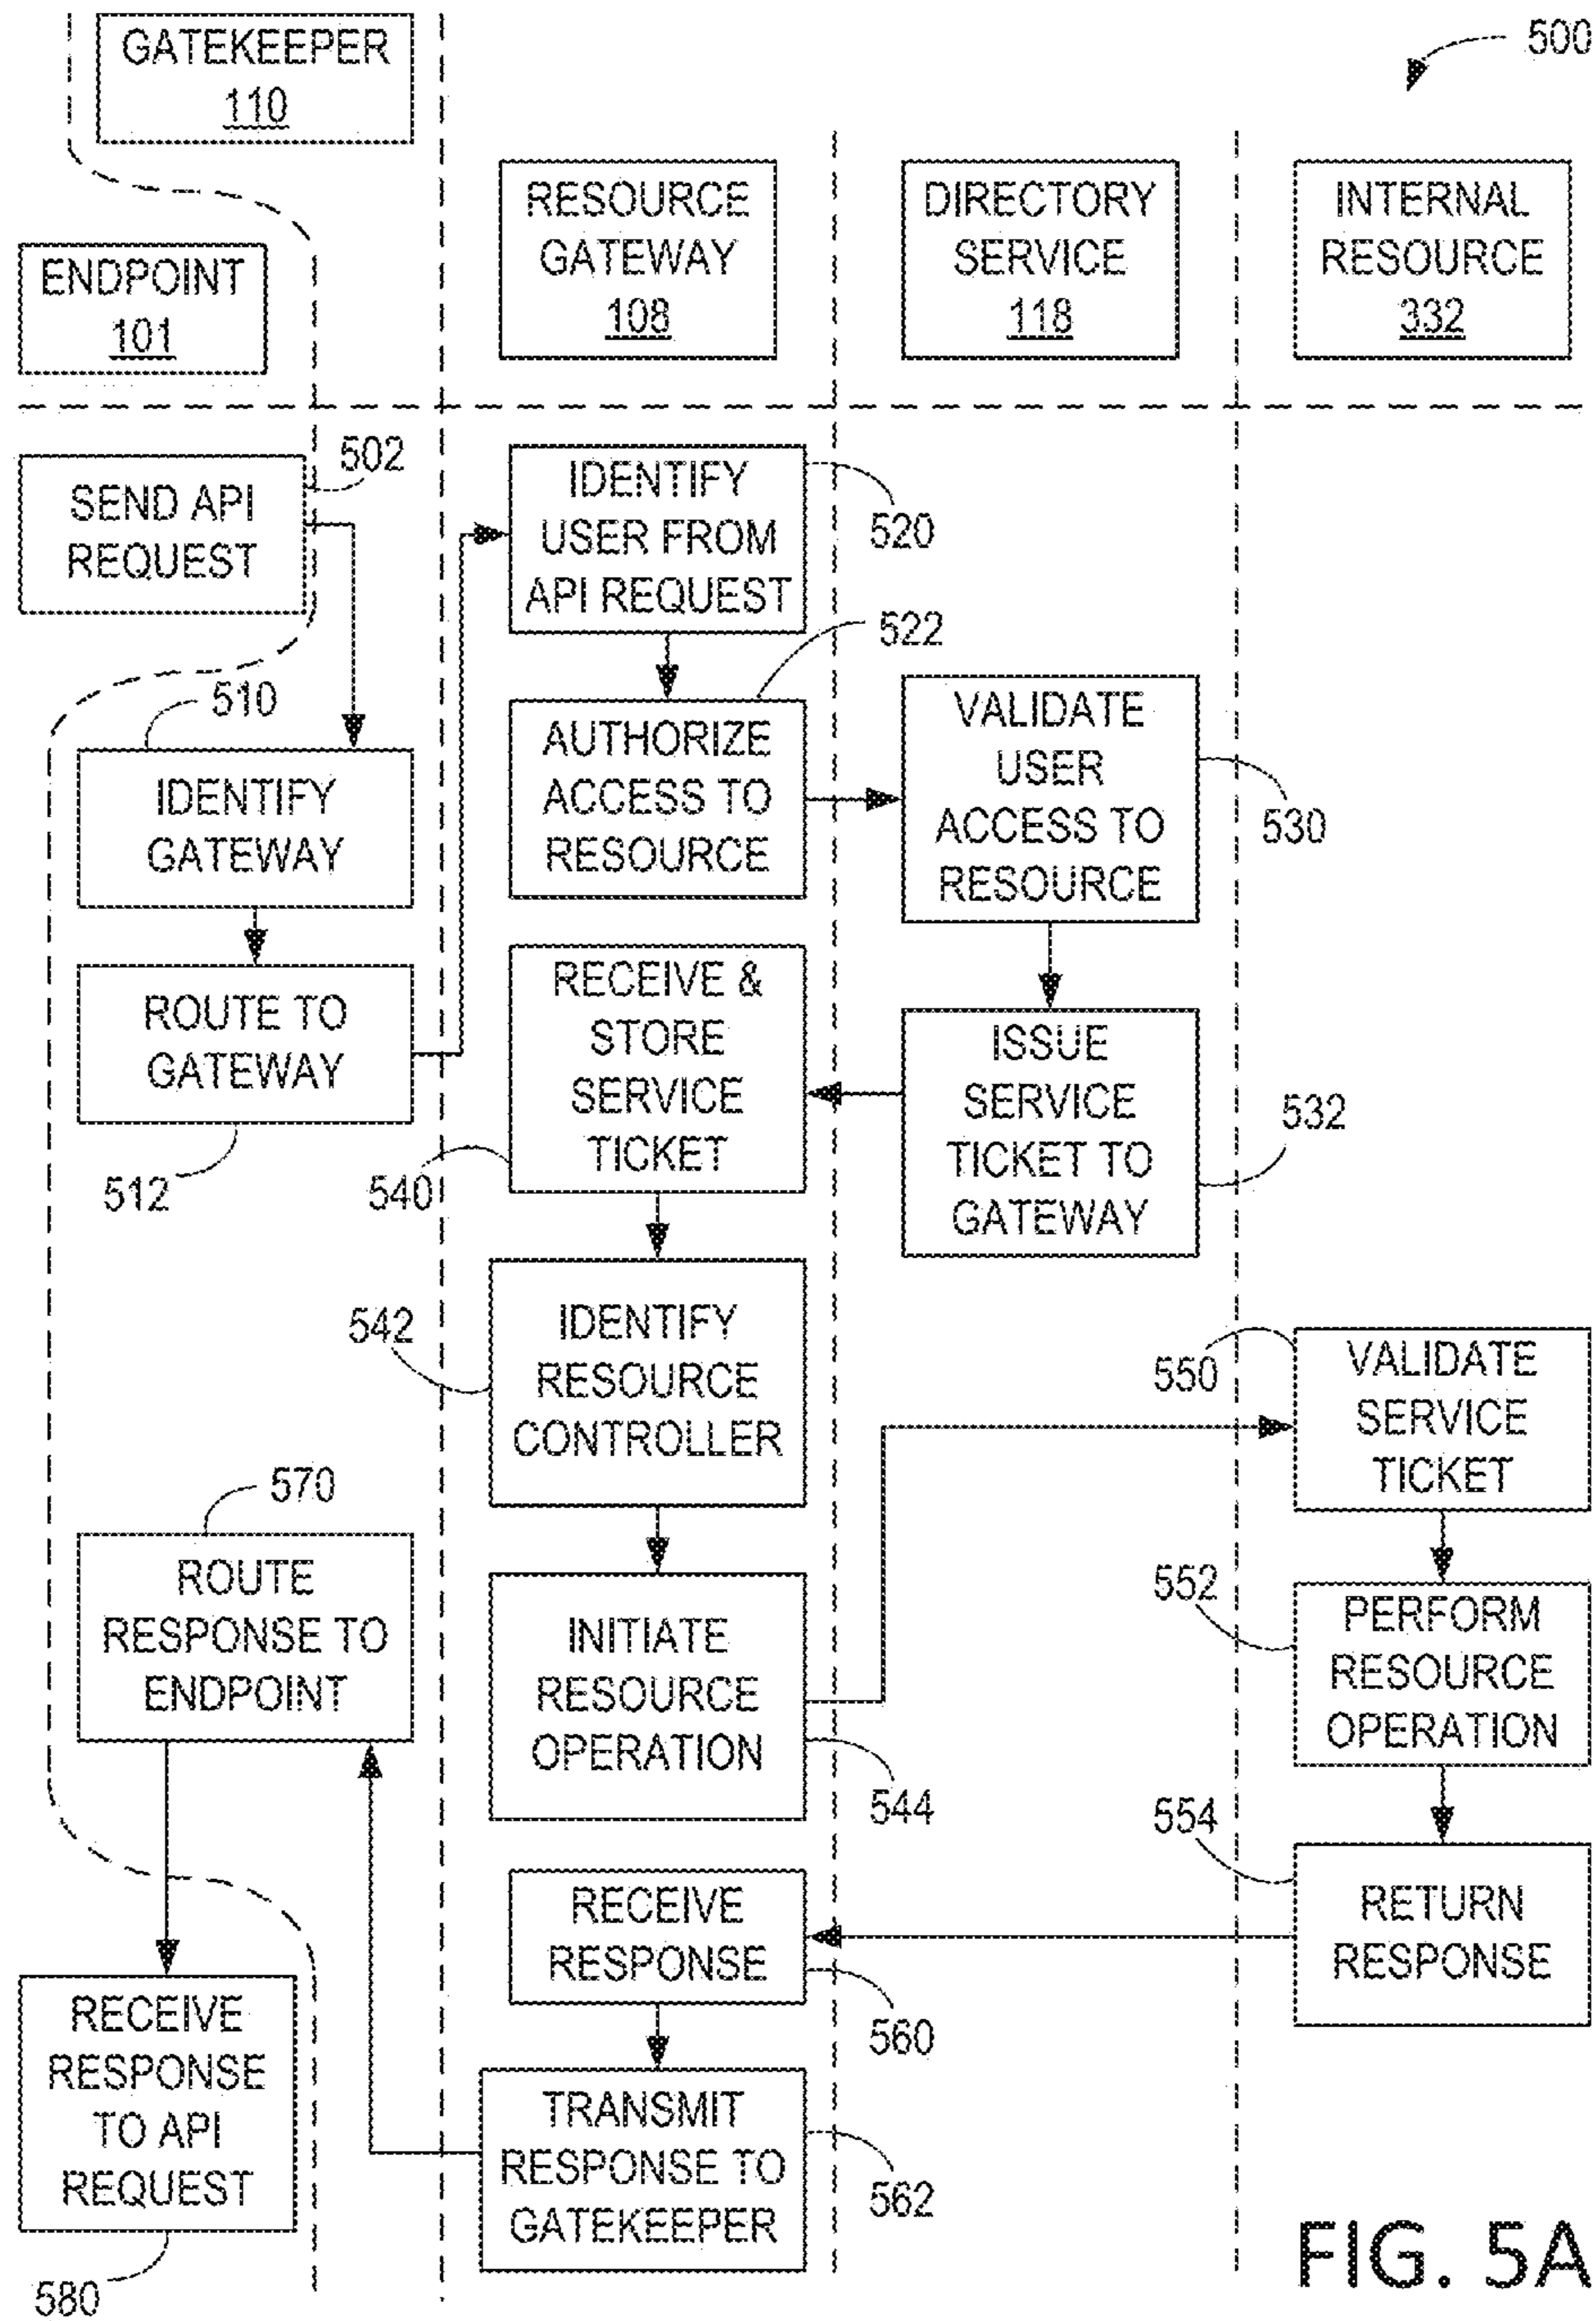 GATEKEEPER
110
500
RESOURCE
GATEWAY
108
DIRECTORY
SERVICE
118
INTERNAL
RESOURCE
332
ENDPOINT
101
SEND API
REQUEST
502
IDENTIFY
USER FROM
API REQUEST
520
510
IDENTIFY
GATEWAY
522
AUTHORIZE
ACCESS TO
RESOURCE
VALIDATE
USER
ACCESS TO
RESOURCE
530
ROUTE TO
GATEWAY
512
RECEIVE &
STORE
SERVICE
TICKET
540
ISSUE
SERVICE
TICKET TO
GATEWAY
532
542
IDENTIFY
RESOURCE
CONTROLLER
550
VALIDATE
SERVICE
TICKET
570
ROUTE
RESPONSE TO
ENDPOINT
INITIATE
RESOURCE
OPERATION
544
552
PERFORM
RESOURCE
OPERATION
554
RETURN
RESPONSE
RECEIVE
RESPONSE
560
RECEIVE
RESPONSE
TO API
REQUEST
580
TRANSMIT
RESPONSE TO
GATEKEEPER
562
FIG. 5A